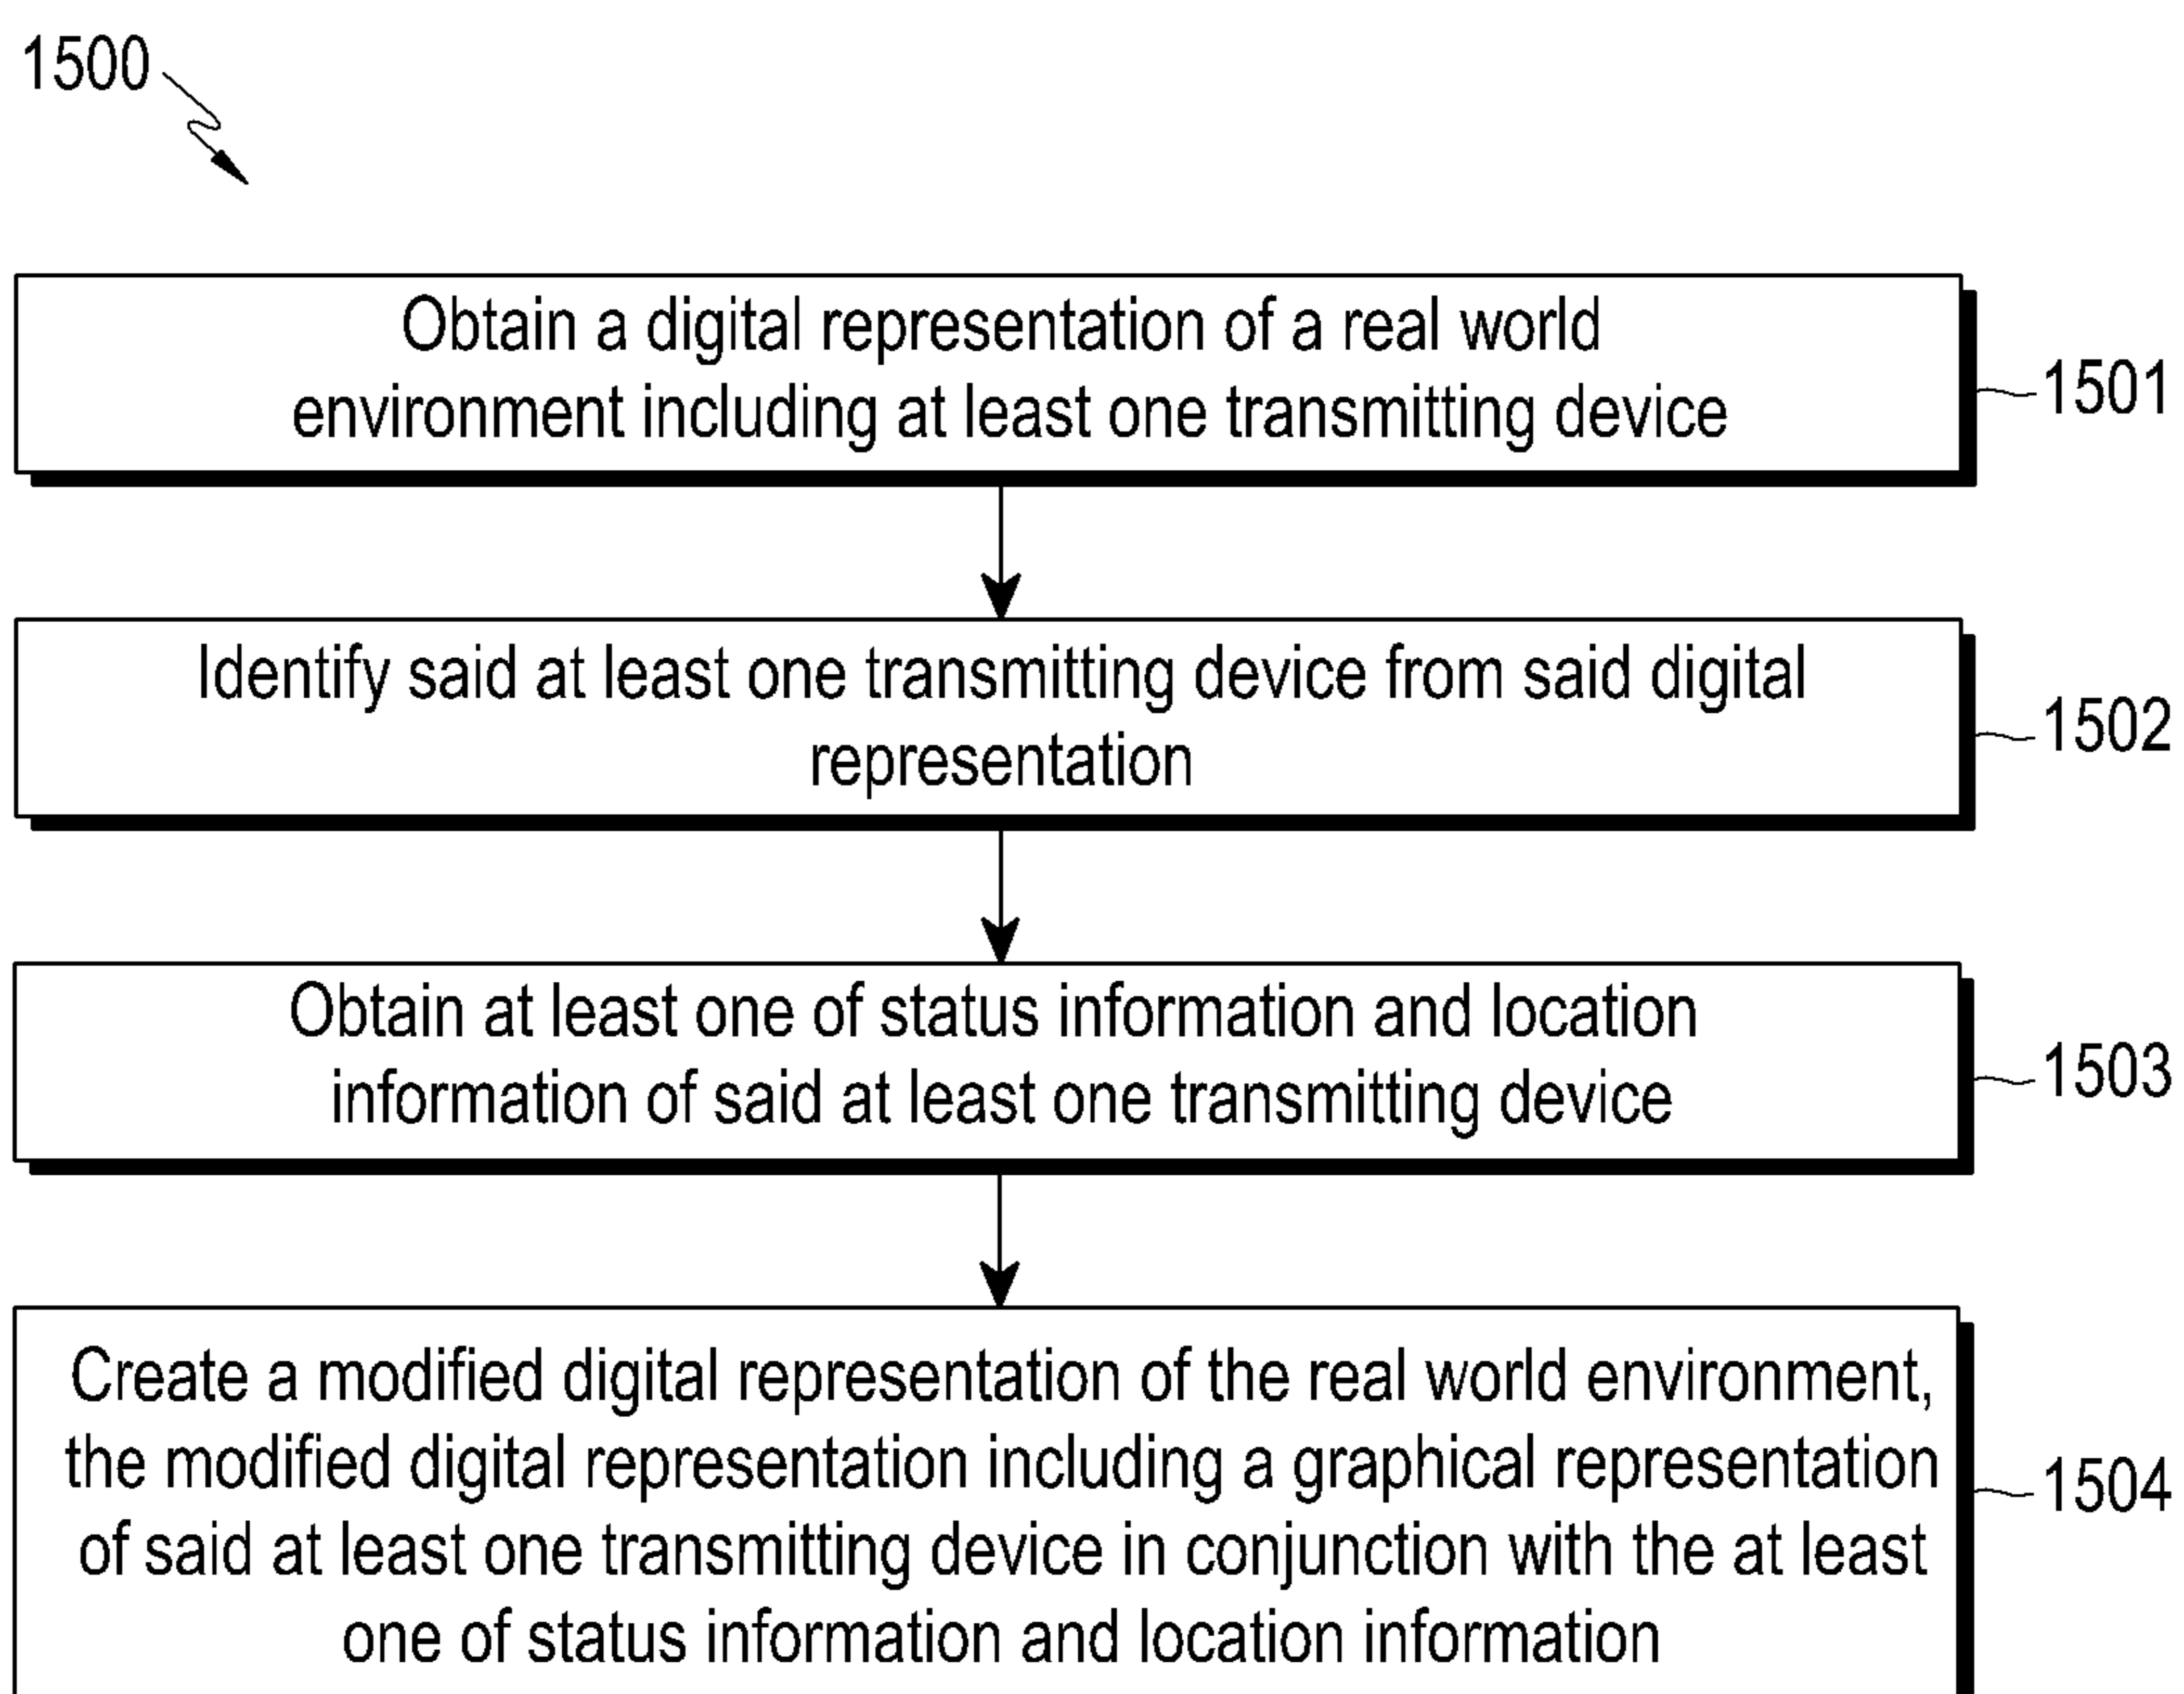 1500
Obtain a digital representation of a real world
environment including at least one transmitting device
1501
Identify said at least one transmitting device from said digital
representation
1502
Obtain at least one of status information and location
information of said at least one transmitting device
1503
Create a modified digital representation of the real world environment,
the modified digital representation including a graphical representation
of said at least one transmitting device in conjunction with the at least
one of status information and location information
1504